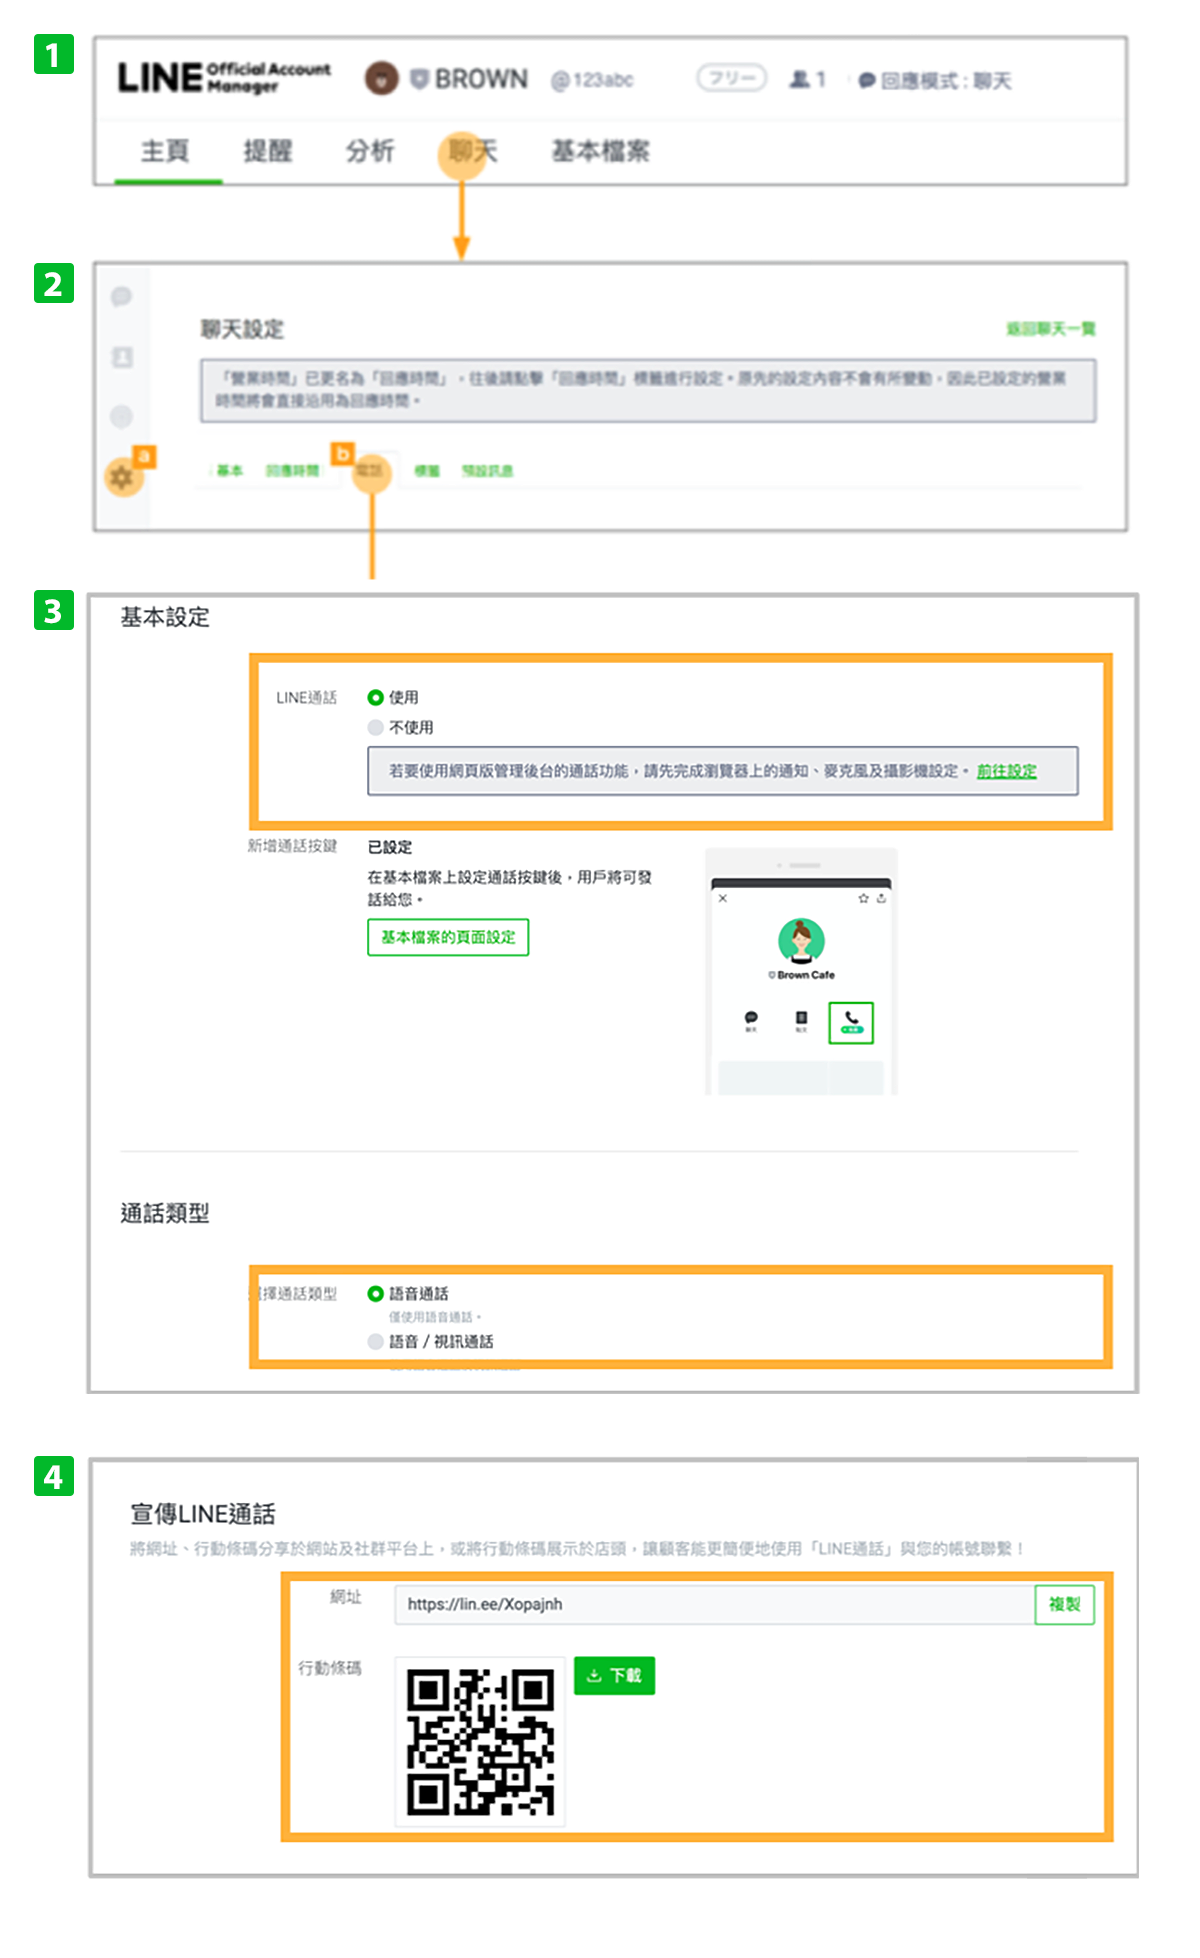 1
LINE Official Account Manager BROWN @123abc フリー 1 回應模式 : 聊天
主頁 提醒 分析 聊天 基本檔案
2
聊天設定 返回聊天一覽
「營業時間」已更名為「回應時間」，往後請點擊「回應時間」標籤進行設定。原先的設定內容不會有所變動，因此已設定的營業
時間將會直接沿用為回應時間。
a
b
基本 回應時間 電話 標籤 預設訊息
3
基本設定
LINE通話 使用
不使用
若要使用網頁版管理後台的通話功能，請先完成瀏覽器上的通知、麥克風及攝影機設定。 前往設定
新增通話按鍵 已設定
在基本檔案上設定通話按鍵後，用戶將可發
話給您。
基本檔案的頁面設定
Brown Cafe
通話類型
選擇通話類型 語音通話
僅使用語音通話。
語音 / 視訊通話
4
宣傳LINE通話
將網址、行動條碼分享於網站及社群平台上，或將行動條碼展示於店頭，讓顧客能更簡便地使用「LINE通話」與您的帳號聯繫！
網址 https://lin.ee/Xopajnh 複製
行動條碼 下載